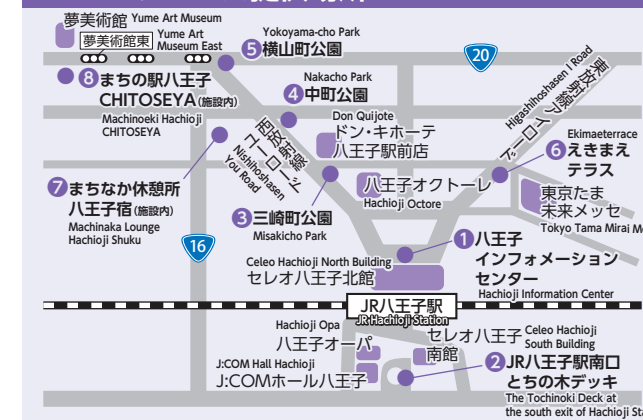 夢美術館 Yume Art Museum
夢美術館東 Yume Art
Museum East
⑧まちの駅八王子
CHITOSEYA(施設内)
Machinoeki Hachioji
CHITOSEYA
Yokoyama-cho Park
⑤横山町公園
20
Nakacho Park
④中町公園
Don Quijote
ドン・キホーテ
八王子駅前店
西放射線
ユーロード
Nishihoshasen
You Road
東放射線アイロード
Higashihoshasen I Road
Ekimaeterrace
⑥えきまえ
テラス
⑦まちなか休憩所
八王子宿(施設内)
Machinaka Lounge
Hachioji Shuku
八王子オクトーレ
Hachioji Octore
東京たま
未来メッセ
Tokyo Tama Mirai M
③三崎町公園
Misakicho Park
16
①八王子
インフォメーション
センター
Hachioji Information Center
Celeo Hachioji North Building
セレオ八王子北館
JR八王子駅
JR Hachioji Station
Hachioji Opa
八王子オーパ
セレオ八王子
南館
Celeo Hachioji
South Building
J:COM Hall Hachioji
J:COMホール八王子
②JR八王子駅南口
とちの木デッキ
The Tochinoki Deck at
the south exit of Hachioji St